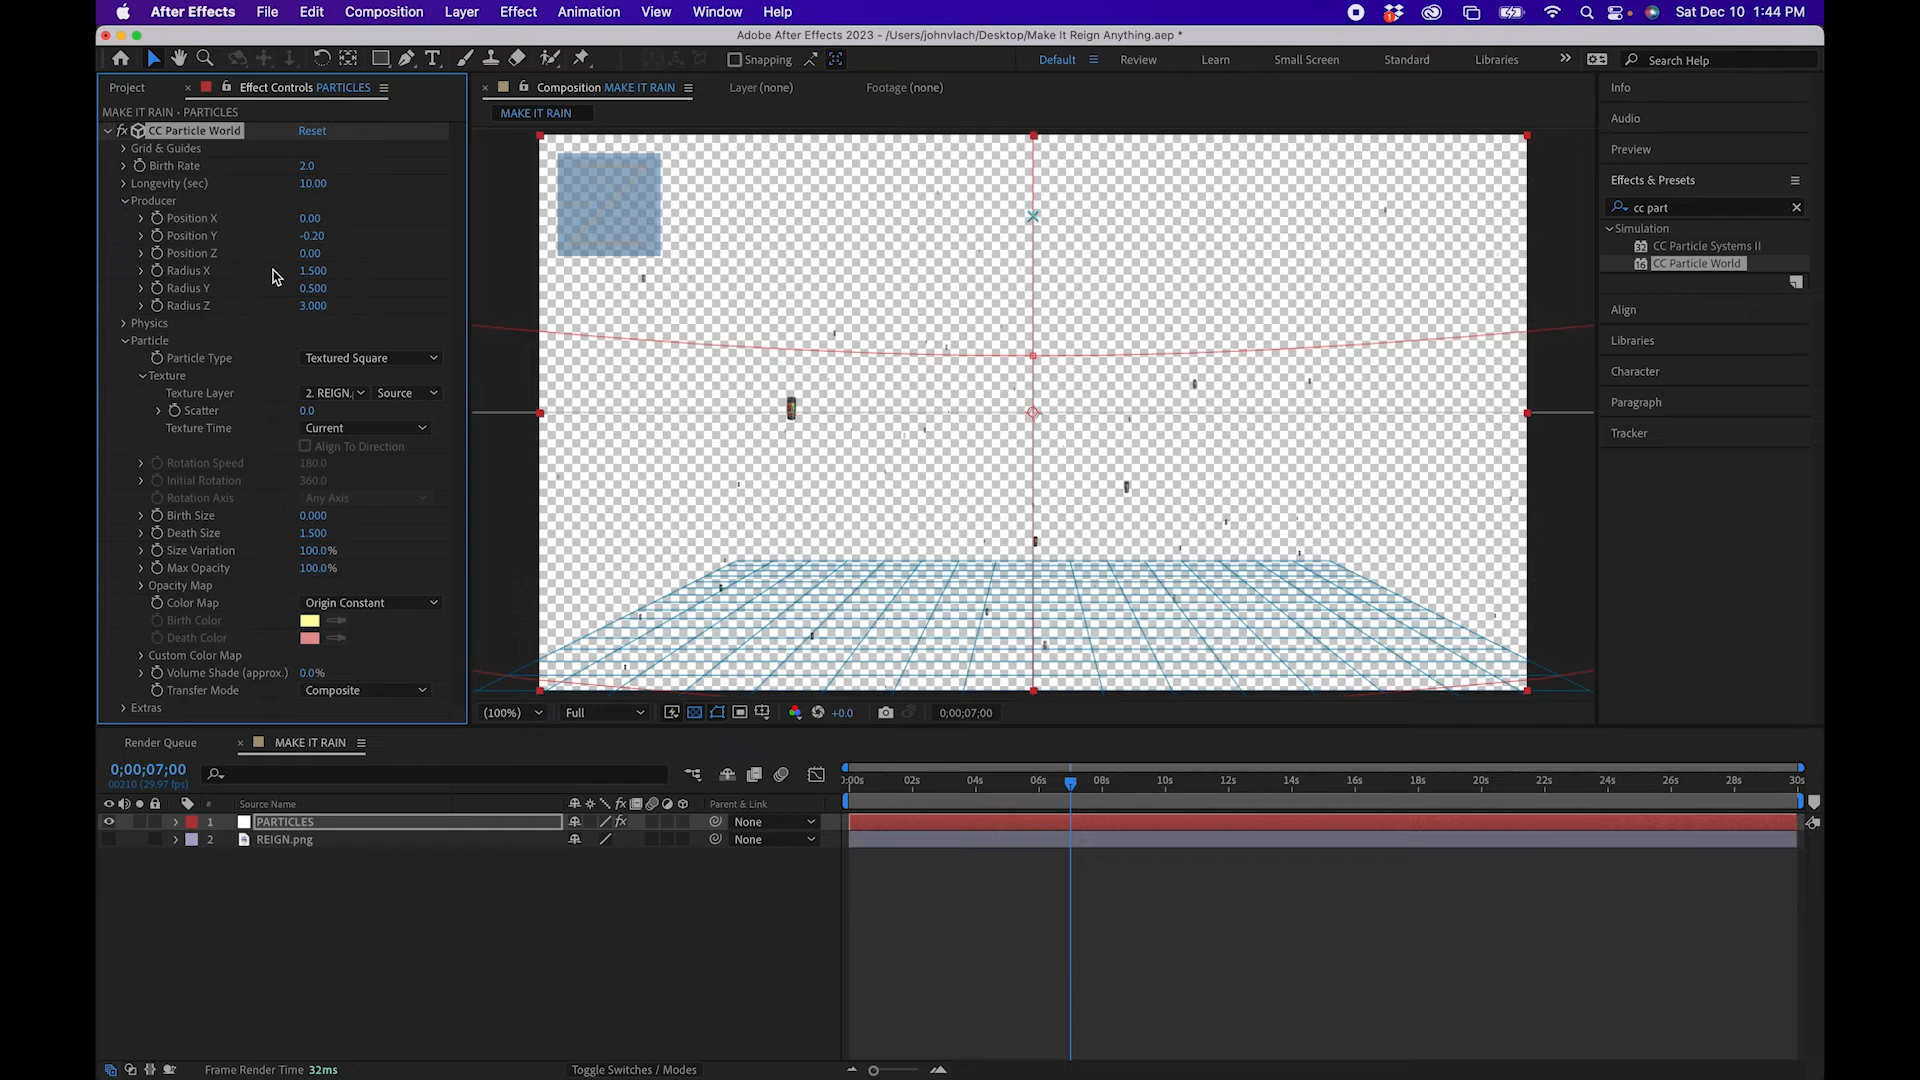 After Effects File Edit Composition Layer Effect Animation View Window Help Sat Dec 10 1:44 PM
Adobe After Effects 2023 - /Users/johnvlach/Desktop/Make It Reign Anything.aep *
Snapping Default Review Learn Small Screen Standard Libraries Search Help
Project Effect Controls PARTICLES Composition MAKE IT RAIN Layer (none) Footage (none) Info
MAKE IT RAIN • PARTICLES MAKE IT RAIN
Audio
fx CC Particle World Reset
Grid & Guides Preview
Birth Rate 2.0
Longevity (sec) 10.00 Effects & Presets
Producer cc part
Position X 0.00 Simulation
Position Y -0.20 32 CC Particle Systems II
Position Z 0.00 16 CC Particle World
Radius X 1.500
Radius Y 0.500
Radius Z 3.000 Align
Physics
Particle Libraries
Particle Type Textured Square
Texture Character
Texture Layer 2. REIGN. Source
Scatter 0.0 Paragraph
Texture Time Current Tracker
Align To Direction
Rotation Speed 180.0
Initial Rotation 360.0
Rotation Axis Any Axis
Birth Size 0.000
Death Size 1.500
Size Variation 100.0%
Max Opacity 100.0%
Opacity Map
Color Map Origin Constant
Birth Color
Death Color
Custom Color Map
Volume Shade (approx.) 0.0%
Transfer Mode Composite
Extras (100%) Full +0.0 0;00;07;00
Render Queue MAKE IT RAIN
0;00;07;00
00210 (29.97 fps) :00s 02s 04s 06s 08s 10s 12s 14s 16s 18s 20s 22s 24s 26s 28s 30s
# Source Name fx Parent & Link
1 PARTICLES fx None
2 REIGN.png None
Frame Render Time 32ms Toggle Switches / Modes